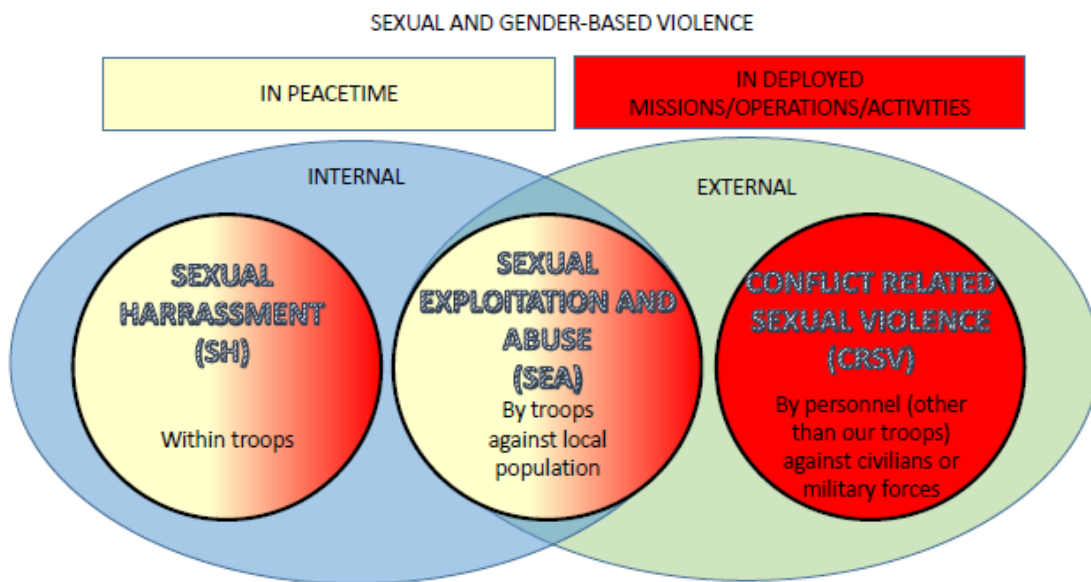 SEXUAL AND GENDER-BASED VIOLENCE
IN PEACETIME
IN DEPLOYED
MISSIONS/OPERATIONS/ACTIVITIES
INTERNAL
EXTERNAL
SEXUAL
HARRASSMENT
(SH)
Within troops
SEXUAL
EXPLOITATION AND
ABUSE
(SEA)
By troops
against local
population
CONFLICT RELATED
SEXUAL VIOLENCE
(CRSV)
By personnel (other
than our troops)
against civilians or
military forces